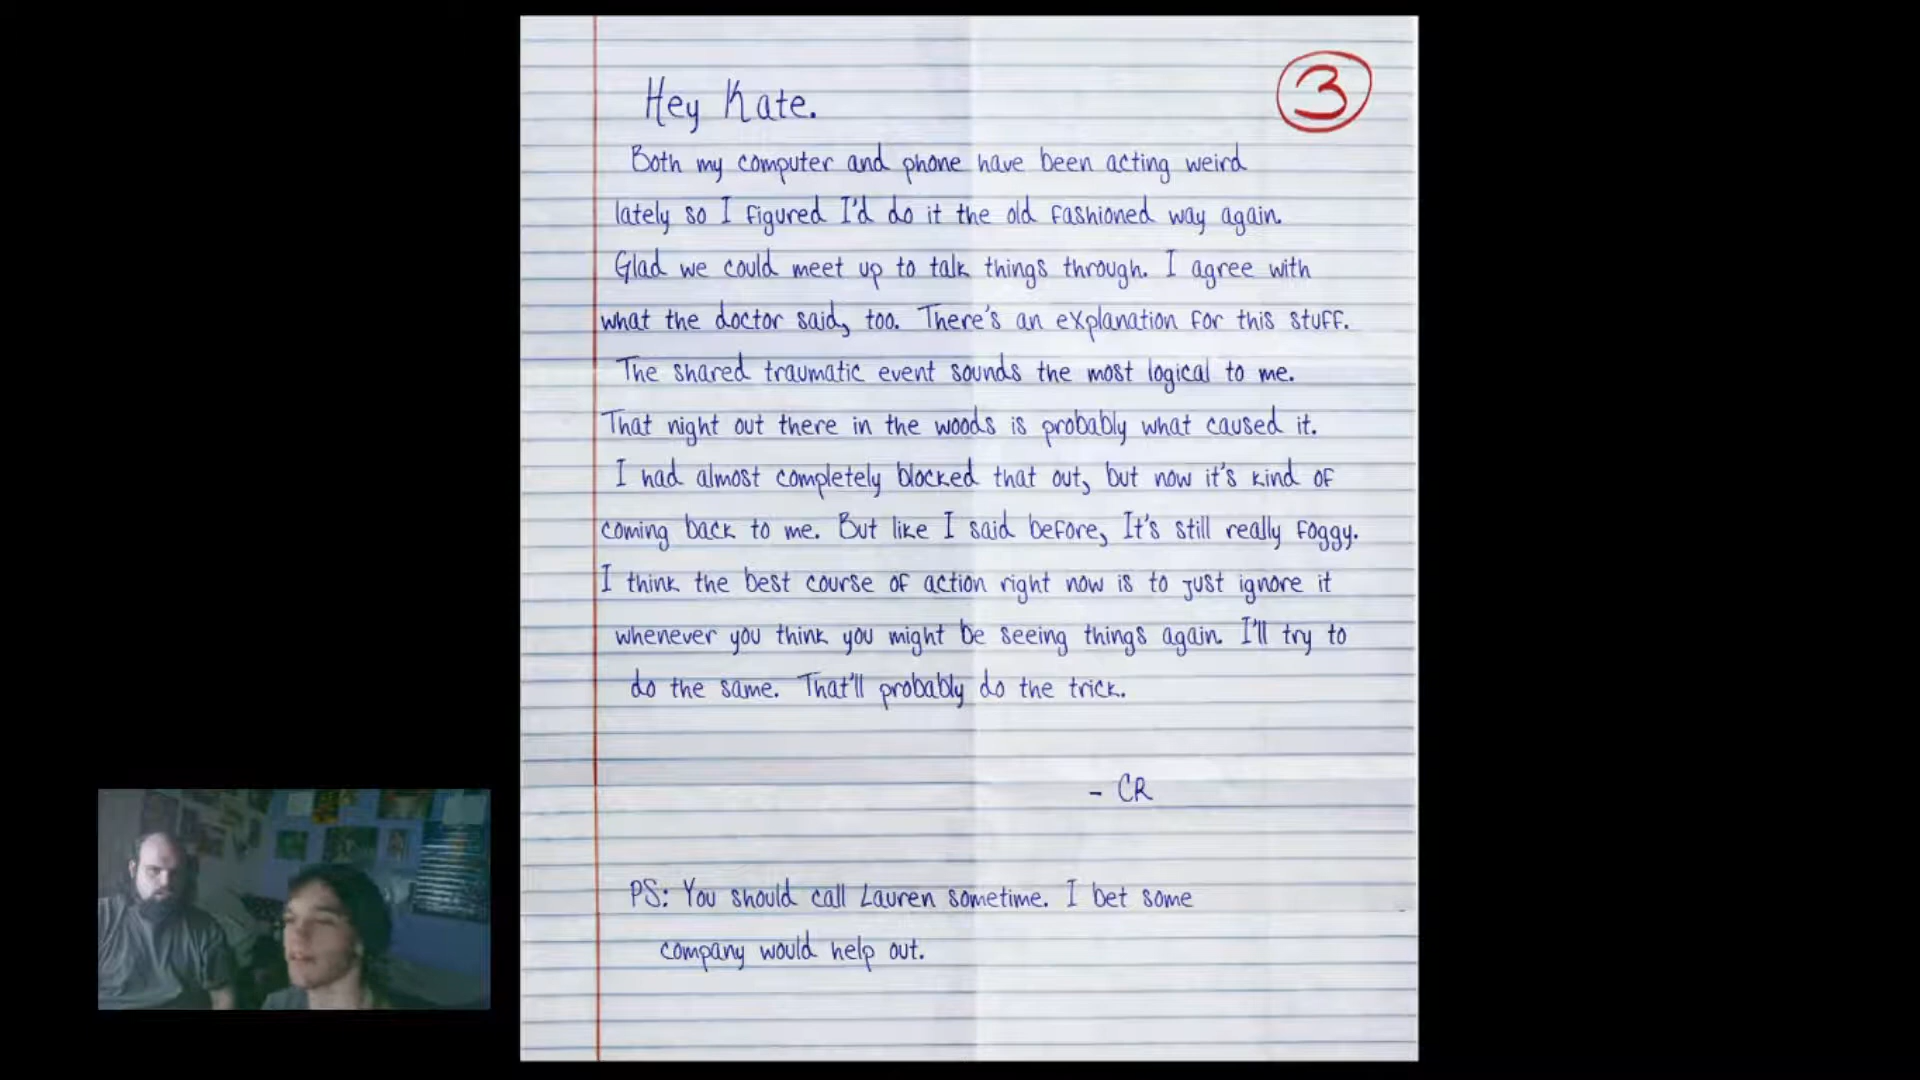 3
Hey Kate.
Both my computer and phone have been acting weird
lately so I figured I'd do it the old fashioned way again.
Glad we could meet up to talk things through. I agree with
what the doctor said, too. There's an explanation for this stuff.
The shared traumatic event sounds the most logical to me.
That night out there in the woods is probably what caused it.
I had almost completely blocked that out, but now it's kind of
coming back to me. But like I said before, It's still really foggy.
I think the best course of action right now is to just ignore it
whenever you think you might be seeing things again. I'll try to
do the same. That'll probably do the trick.
- CR
PS: You should call Lauren sometime. I bet some
company would help out.